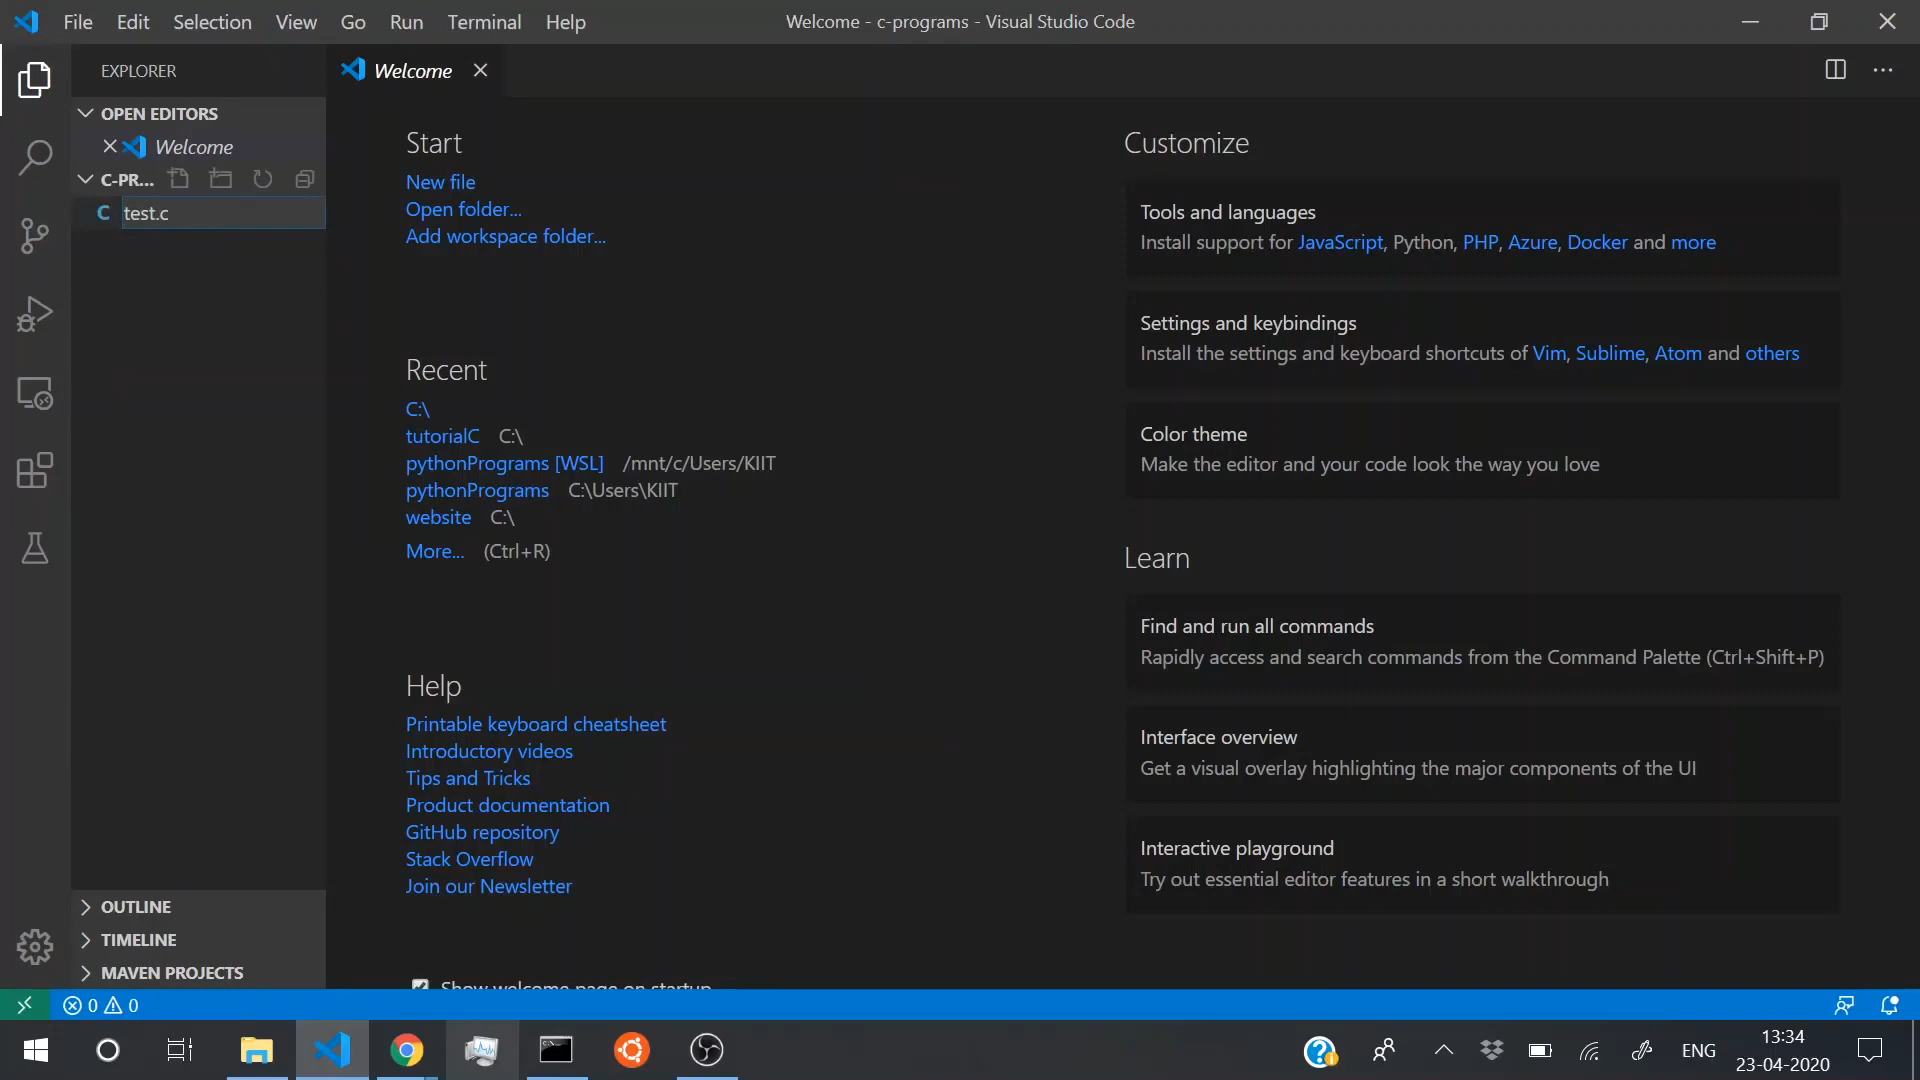 File Edit Selection View Go Run Terminal Help
Welcome - c-programs - Visual Studio Code
EXPLORER
OPEN EDITORS
Welcome
C-PR...
C test.c
OUTLINE
TIMELINE
MAVEN PROJECTS
Welcome
Start
New file
Open folder...
Add workspace folder...
Recent
C:\
tutorialC C:\
pythonPrograms [WSL] /mnt/c/Users/KIIT
pythonPrograms C:\Users\KIIT
website C:\
More... (Ctrl+R)
Help
Printable keyboard cheatsheet
Introductory videos
Tips and Tricks
Product documentation
GitHub repository
Stack Overflow
Join our Newsletter
Show welcome page on startup
Customize
Tools and languages
Install support for JavaScript, Python, PHP, Azure, Docker and more
Settings and keybindings
Install the settings and keyboard shortcuts of Vim, Sublime, Atom and others
Color theme
Make the editor and your code look the way you love
Learn
Find and run all commands
Rapidly access and search commands from the Command Palette (Ctrl+Shift+P)
Interface overview
Get a visual overlay highlighting the major components of the UI
Interactive playground
Try out essential editor features in a short walkthrough
0 0
ENG
13:34
23-04-2020